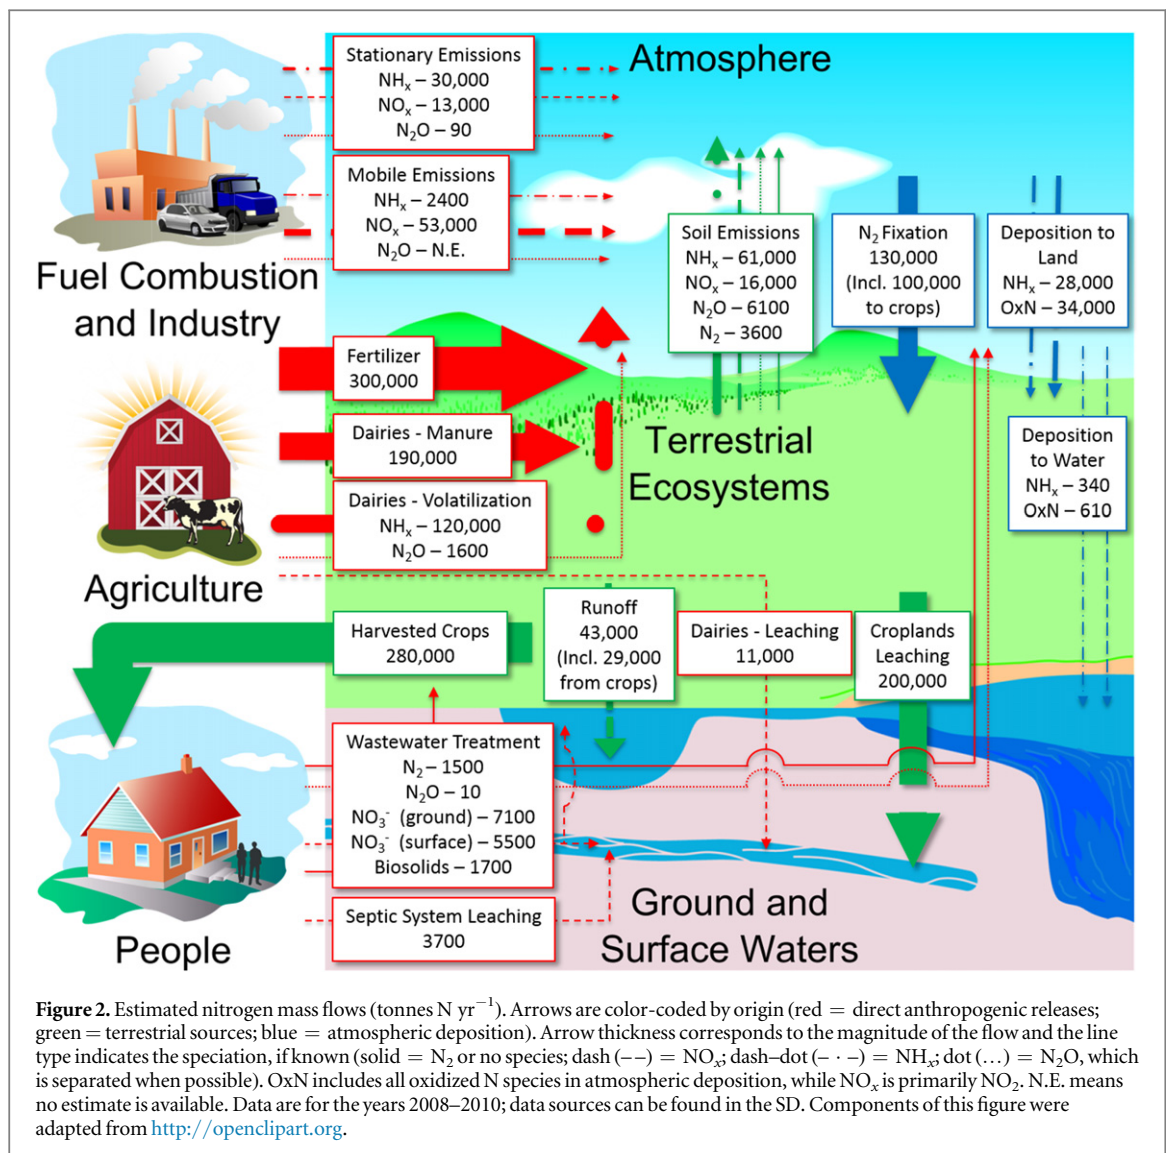 Atmosphere
Stationary Emissions
NHx – 30,000
NOx – 13,000
N2O – 90
Mobile Emissions
NHx – 2400
NOx – 53,000
N2O – N.E.
Fuel Combustion
and Industry
Soil Emissions
NHx – 61,000
NOx – 16,000
N2O – 6100
N2 – 3600
N2 Fixation
130,000
(Incl. 100,000
to crops)
Deposition to
Land
NHx – 28,000
OxN – 34,000
Fertilizer
300,000
Dairies - Manure
190,000
Dairies - Volatilization
NHx – 120,000
N2O – 1600
Agriculture
Terrestrial
Ecosystems
Deposition
to Water
NHx – 340
OxN – 610
Harvested Crops
280,000
Runoff
43,000
(Incl. 29,000
from crops)
Dairies - Leaching
11,000
Croplands
Leaching
200,000
Wastewater Treatment
N2 – 1500
N2O – 10
NO3- (ground) – 7100
NO3- (surface) – 5500
Biosolids – 1700
Septic System Leaching
3700
People
Ground and
Surface Waters
Figure 2. Estimated nitrogen mass flows (tonnes N yr−1). Arrows are color-coded by origin (red = direct anthropogenic releases;
green = terrestrial sources; blue = atmospheric deposition). Arrow thickness corresponds to the magnitude of the flow and the line
type indicates the speciation, if known (solid = N2 or no species; dash (––) = NOx; dash–dot (– · –) = NHx; dot (…) = N2O, which
is separated when possible). OxN includes all oxidized N species in atmospheric deposition, while NOx is primarily NO2. N.E. means
no estimate is available. Data are for the years 2008–2010; data sources can be found in the SD. Components of this figure were
adapted from http://openclipart.org.